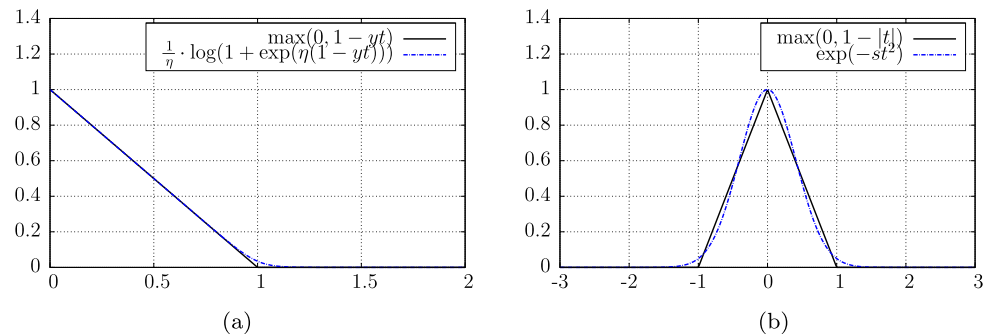 1.4
1.2
1
0.8
0.6
0.4
0.2
0
0 0.5 1 1.5 2
max(0, 1 − yt)
1/η · log(1 + exp(η(1 − yt)))
(a)
1.4
1.2
1
0.8
0.6
0.4
0.2
0
-3 -2 -1 0 1 2 3
max(0, 1 − |t|)
exp(−st²)
(b)